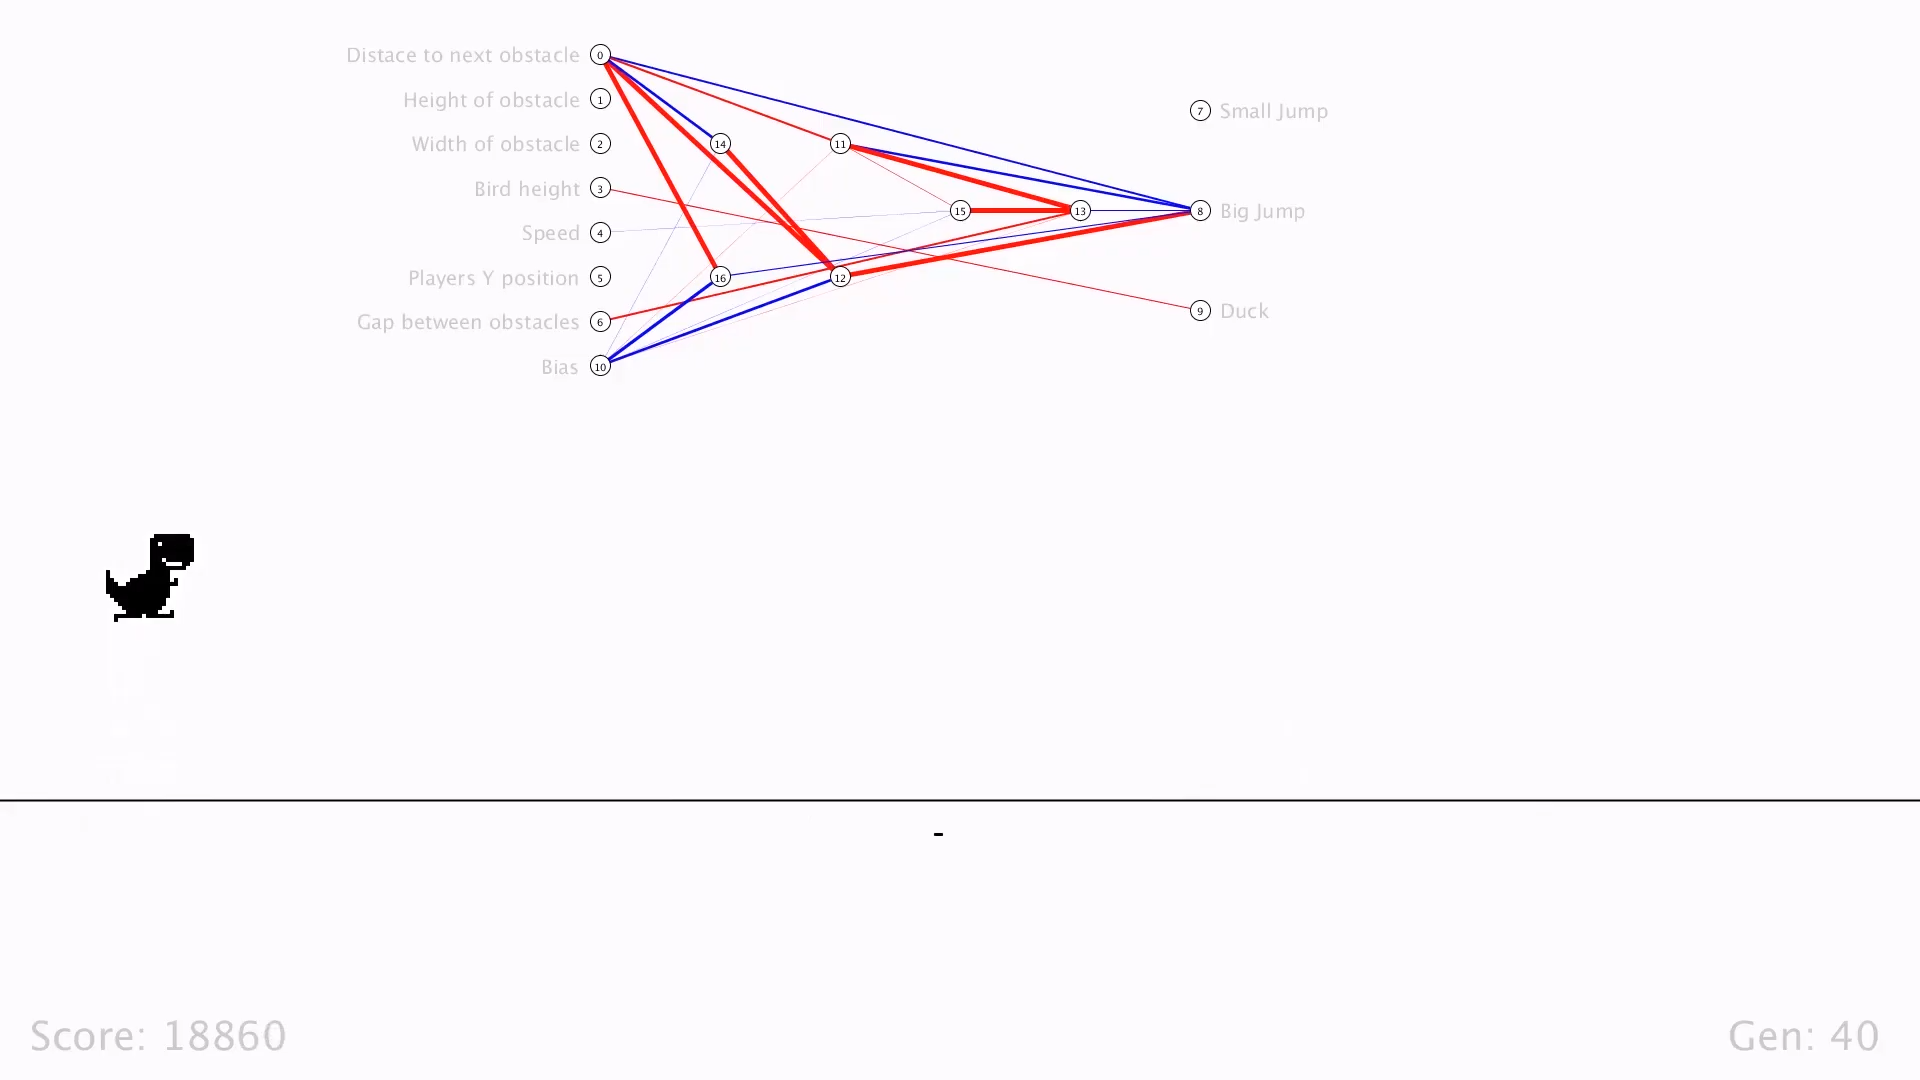 Distace to next obstacle 0
Height of obstacle 1
7 Small Jump
Width of obstacle 2 14 11
Bird height 3
15 13 8 Big Jump
Speed 4
Players Y position 5 16 12
9 Duck
Gap between obstacles 6
Bias 10
Score: 18860
Gen: 40